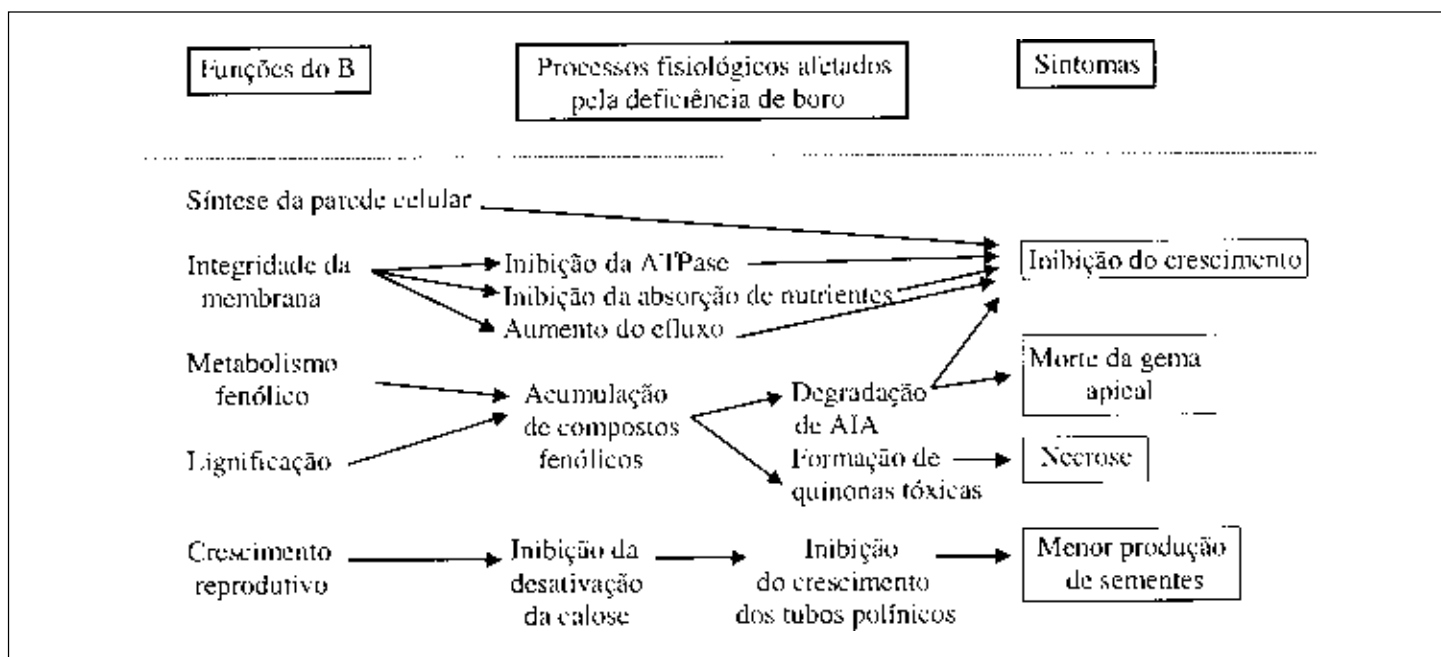 Funções do B
Processos fisiológicos afetados
pela deficiência de boro
Sintomas
Síntese da parede celular
Integridade da
membrana
Inibição da ATPase
Inibição da absorção de nutrientes
Aumento do efluxo
Inibição do crescimento
Metabolismo
fenólico
Lignificação
Acumulação
de compostos
fenólicos
Degradação
de AIA
Formação de
quinonas tóxicas
Morte da gema
apical
Necrose
Crescimento
reprodutivo
Inibição da
desativação
da calose
Inibição
do crescimento
dos tubos polínicos
Menor produção
de sementes